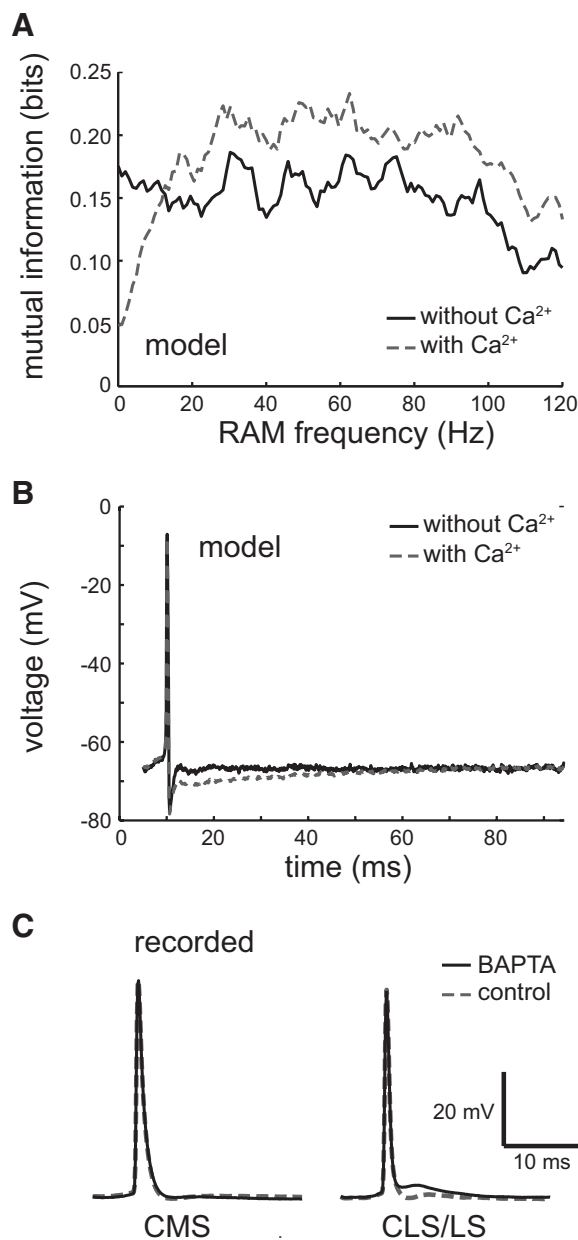 A
mutual information (bits)
0.25
0.20
0.15
0.10
0.05
0
model
without Ca²⁺
with Ca²⁺
0 20 40 60 80 100 120
RAM frequency (Hz)
B
voltage (mV)
0
-20
-40
-60
-80
model
without Ca²⁺
with Ca²⁺
0 20 40 60 80
time (ms)
C
recorded
BAPTA
control
20 mV
10 ms
CMS
CLS/LS